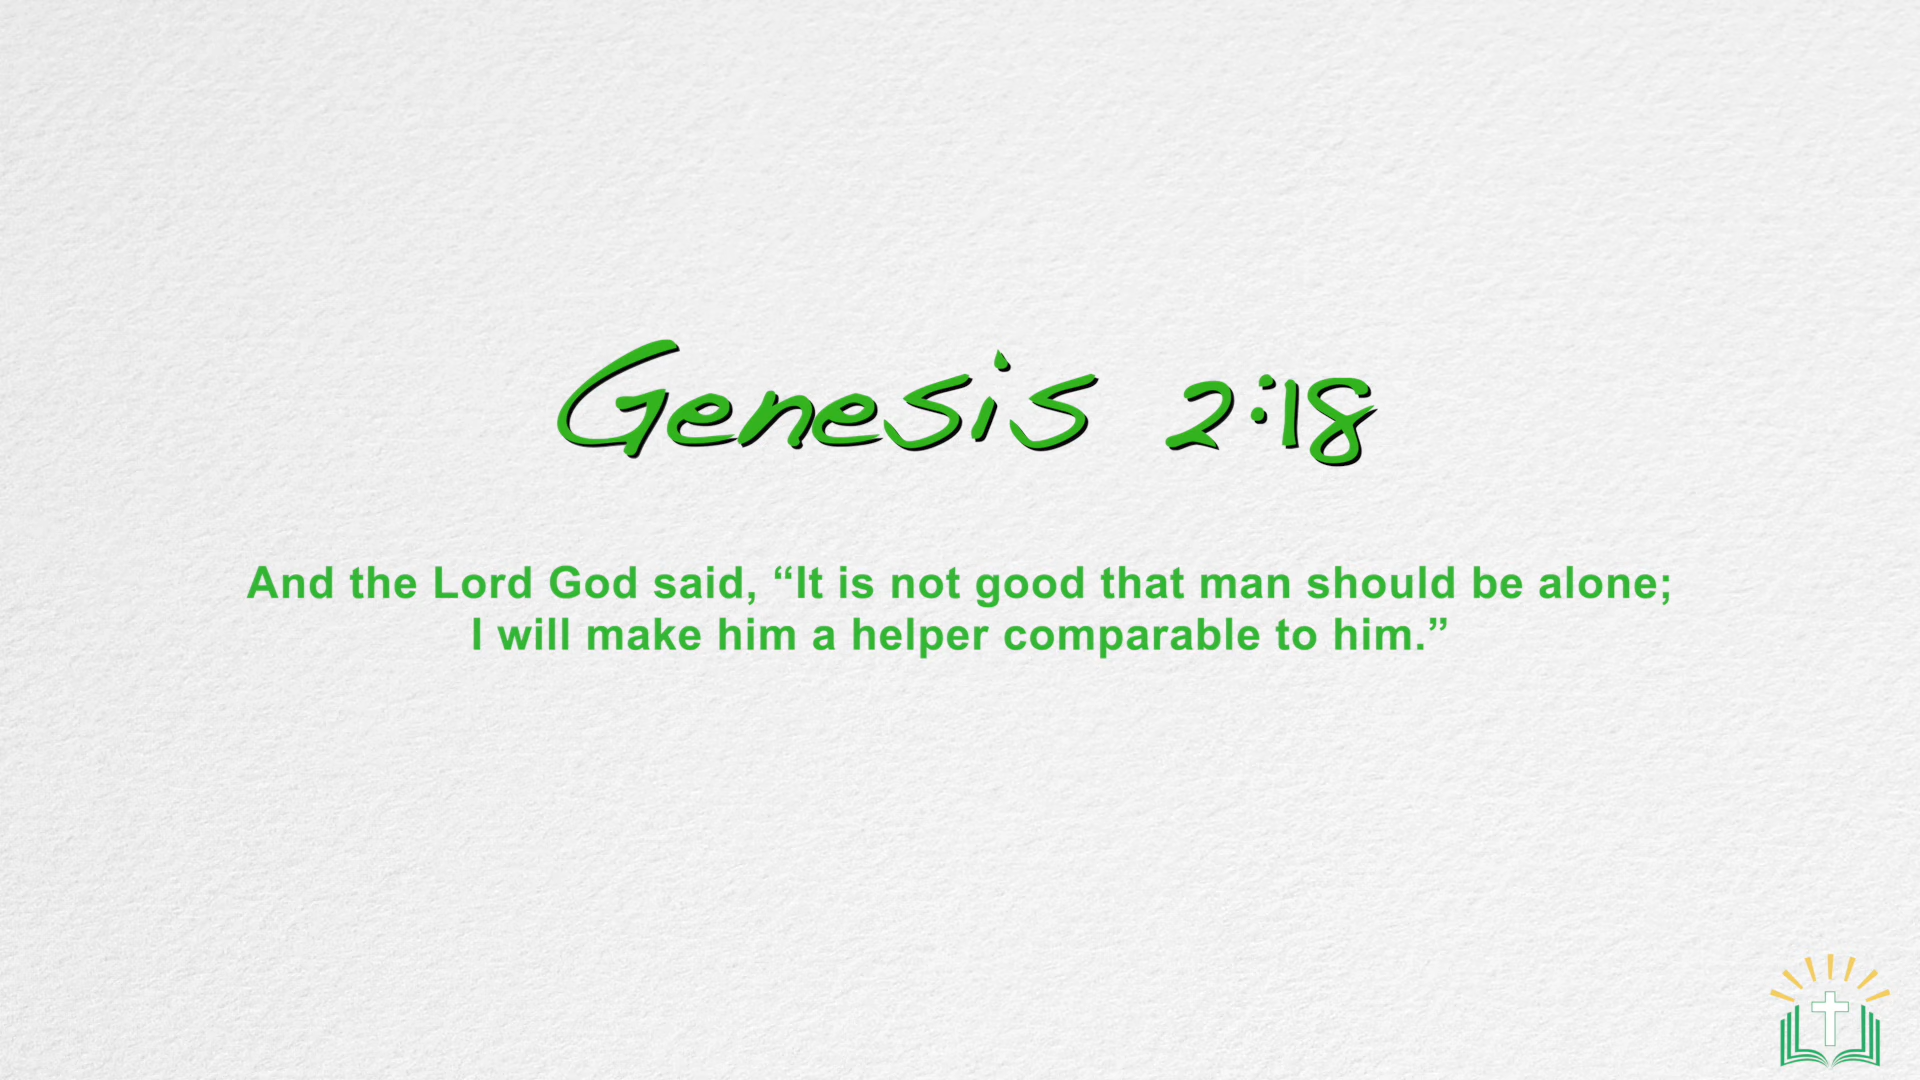 Genesis 2:18
And the Lord God said, “It is not good that man should be alone;
I will make him a helper comparable to him.”